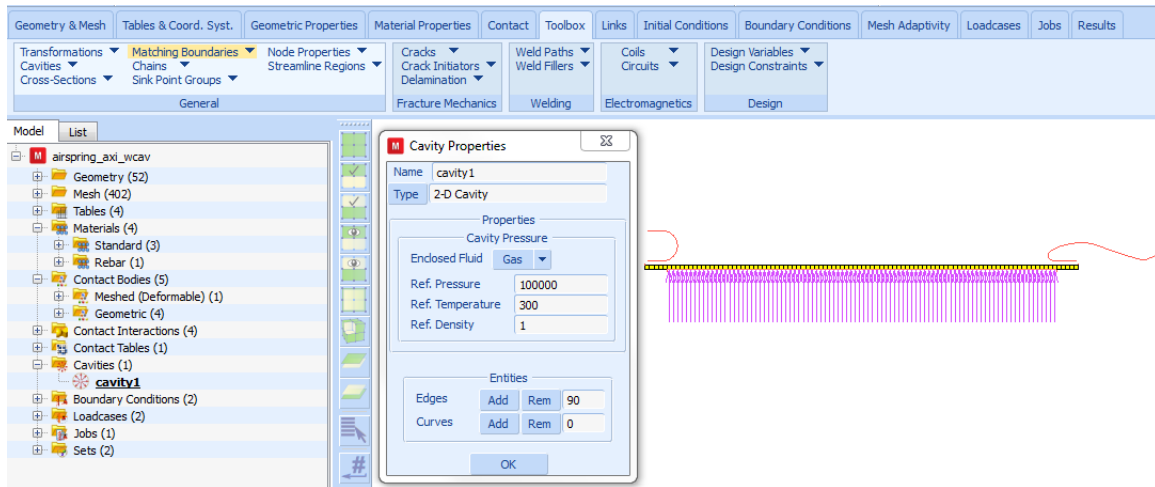 Geometry & Mesh Tables & Coord. Syst. Geometric Properties Material Properties Contact Toolbox Links Initial Conditions Boundary Conditions Mesh Adaptivity Loadcases Jobs Results
Transformations Matching Boundaries Node Properties Cracks Weld Paths Coils Design Variables
Cavities Chains Streamline Regions Crack Initiators Weld Fillers Circuits Design Constraints
Cross-Sections Sink Point Groups Delamination
General Fracture Mechanics Welding Electromagnetics Design
Model List
airspring_axi_wcav
Geometry (52)
Mesh (402)
Tables (4)
Materials (4)
Standard (3)
Rebar (1)
Contact Bodies (5)
Meshed (Deformable) (1)
Geometric (4)
Contact Interactions (4)
Contact Tables (1)
Cavities (1)
cavity1
Boundary Conditions (2)
Loadcases (2)
Jobs (1)
Sets (2)
M Cavity Properties
Name cavity1
Type 2-D Cavity
Properties
Cavity Pressure
Enclosed Fluid Gas
Ref. Pressure 100000
Ref. Temperature 300
Ref. Density 1
Entities
Edges Add Rem 90
Curves Add Rem 0
OK